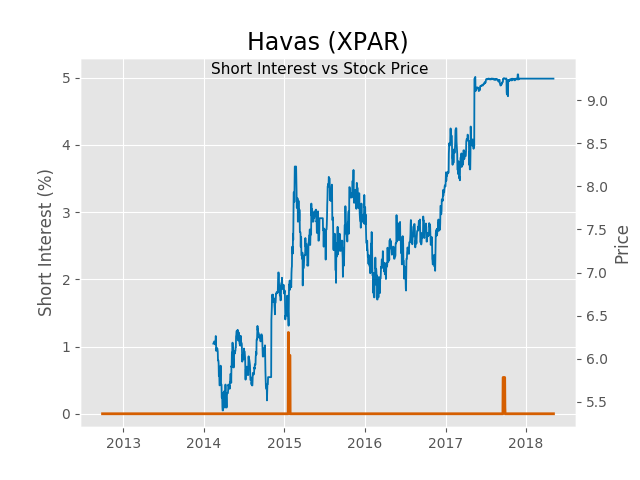 Havas (XPAR)
Short Interest vs Stock Price
Short Interest (%)
5
4
3
2
1
0
9.0
8.5
8.0
7.5
7.0
6.5
6.0
5.5
Price
2013 2014 2015 2016 2017 2018